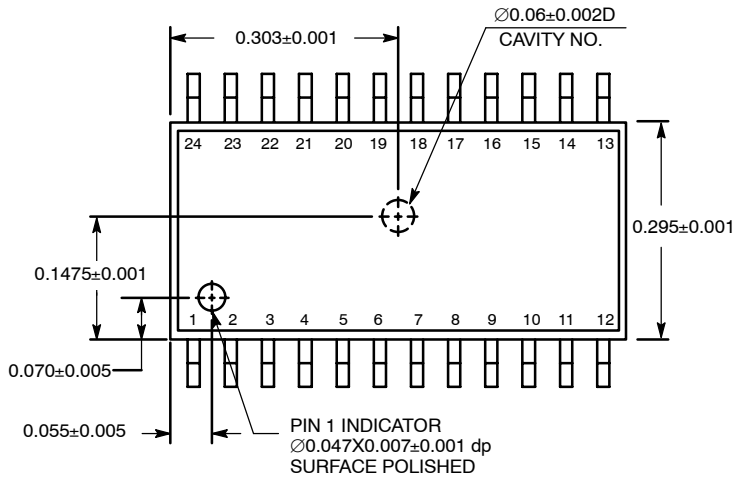 ∅0.06±0.002D
CAVITY NO.
0.303±0.001
24 23 22 21 20 19 18 17 16 15 14 13
0.295±0.001
0.1475±0.001
1 2 3 4 5 6 7 8 9 10 11 12
0.070±0.005
0.055±0.005
PIN 1 INDICATOR
∅0.047X0.007±0.001 dp
SURFACE POLISHED